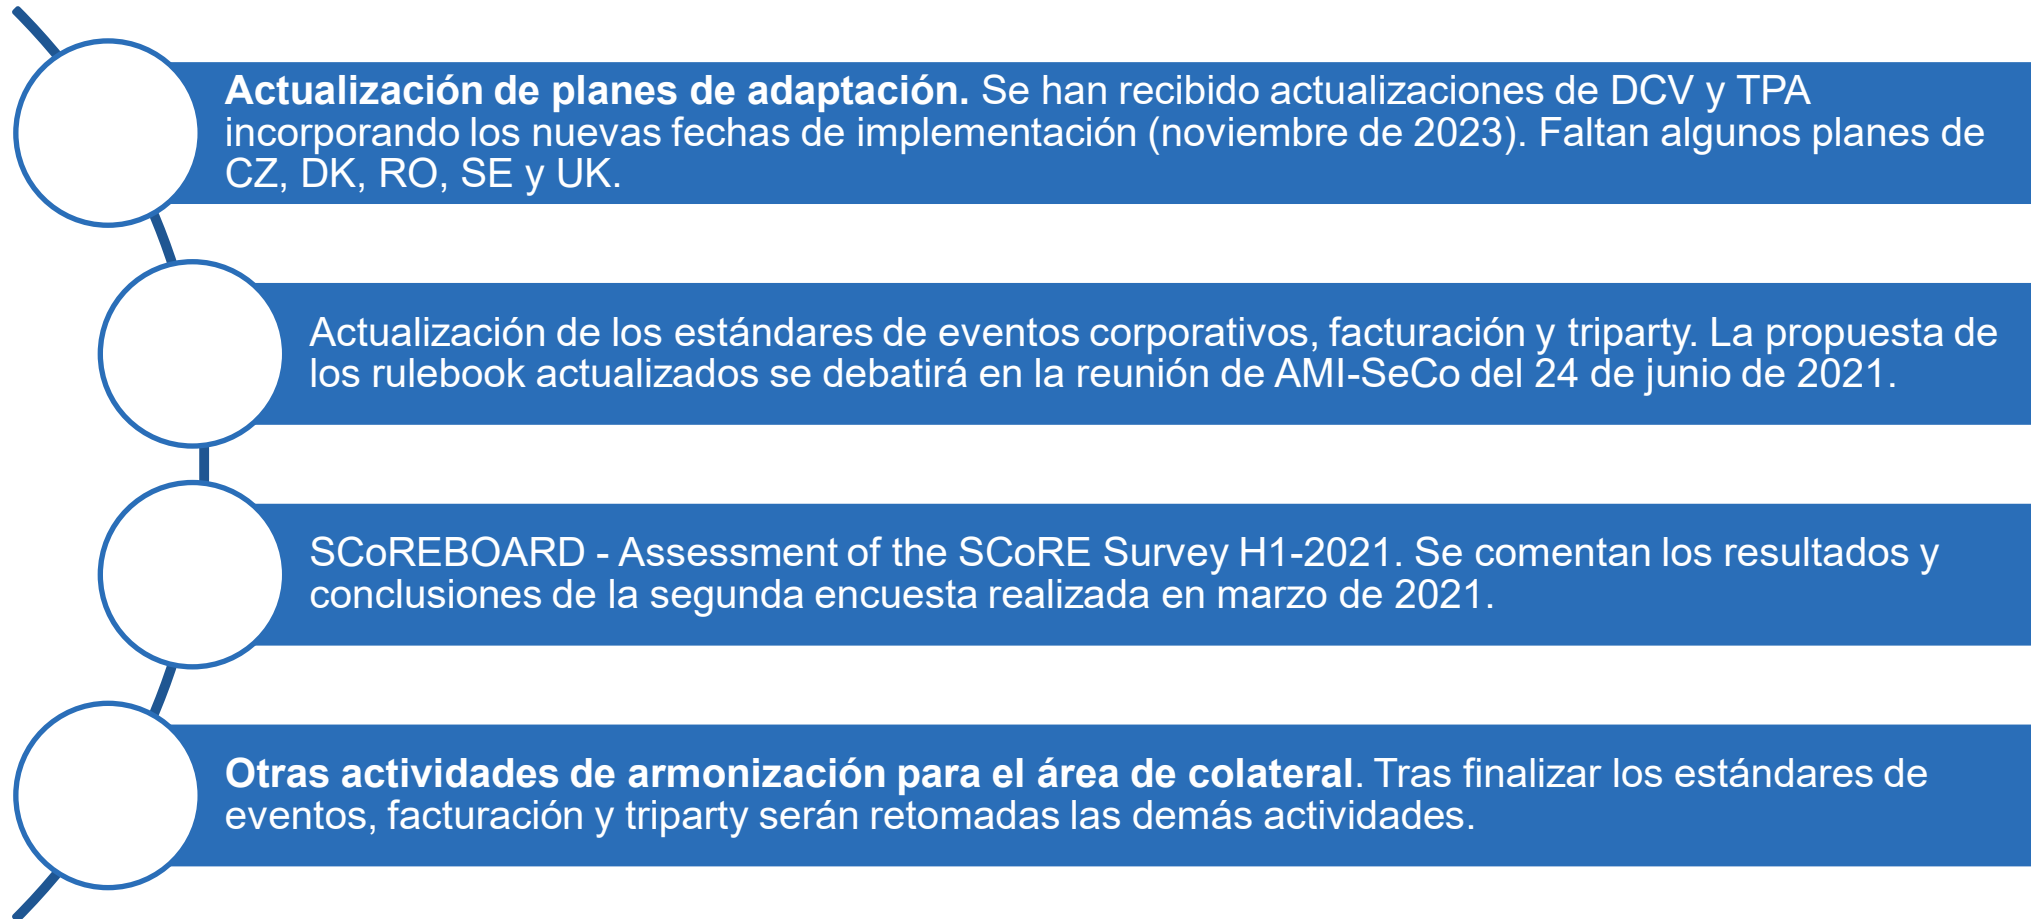 Actualización de planes de adaptación. Se han recibido actualizaciones de DCV y TPA
incorporando los nuevas fechas de implementación (noviembre de 2023). Faltan algunos planes de
CZ, DK, RO, SE y UK.
Actualización de los estándares de eventos corporativos, facturación y triparty. La propuesta de
los rulebook actualizados se debatirá en la reunión de AMI-SeCo del 24 de junio de 2021.
SCoREBOARD - Assessment of the SCoRE Survey H1-2021. Se comentan los resultados y
conclusiones de la segunda encuesta realizada en marzo de 2021.
Otras actividades de armonización para el área de colateral. Tras finalizar los estándares de
eventos, facturación y triparty serán retomadas las demás actividades.